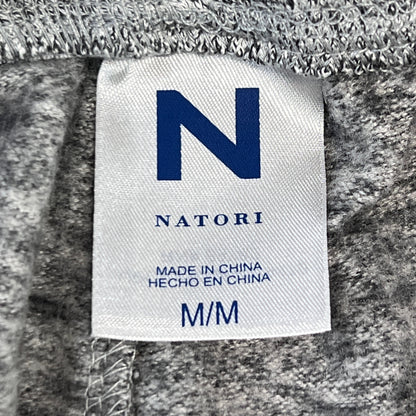 N
NATORI
MADE IN CHINA
HECHO EN CHINA
M/M